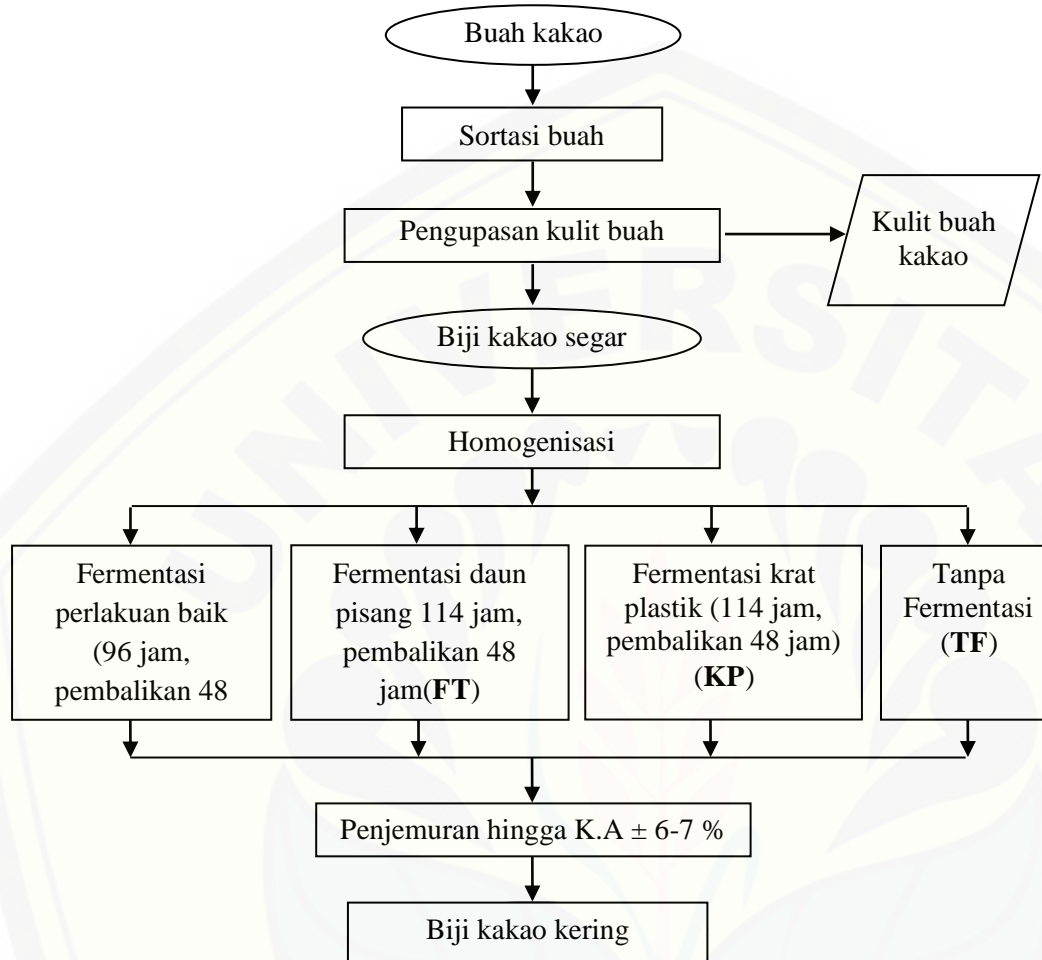 Buah kakao
Sortasi buah
Pengupasan kulit buah
Kulit buah
kakao
Biji kakao segar
Homogenisasi
Fermentasi
perlakuan baik
(96 jam,
pembalikan 48
Fermentasi daun
pisang 114 jam,
pembalikan 48
jam(FT)
Fermentasi krat
plastik (114 jam,
pembalikan 48 jam)
(KP)
Tanpa
Fermentasi
(TF)
Penjemuran hingga K.A ± 6-7 %
Biji kakao kering
UNIVERSITA